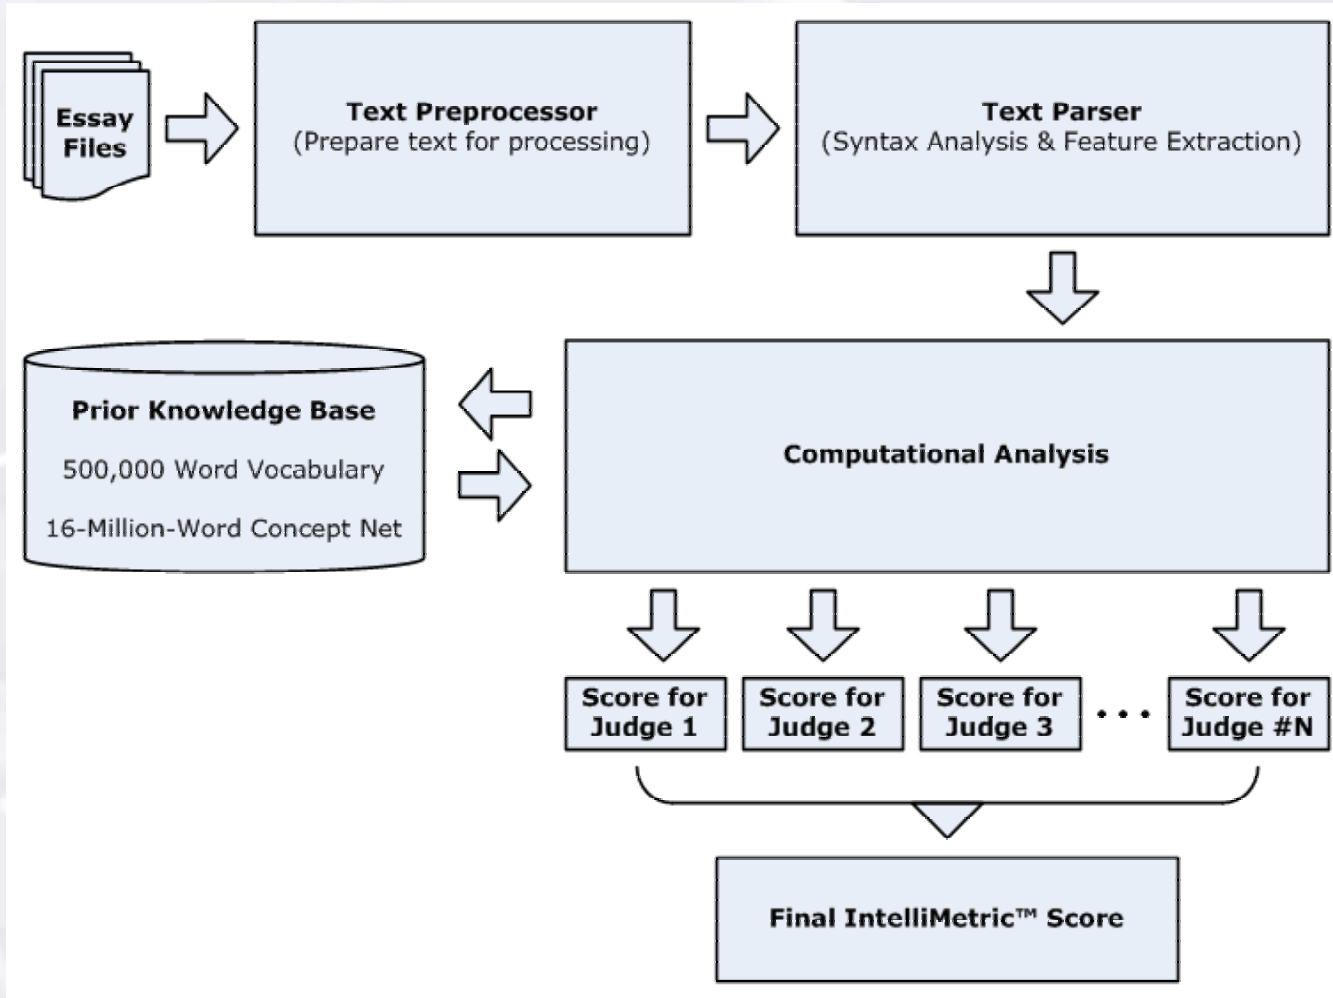 Essay
Files
Text Preprocessor
(Prepare text for processing)
Text Parser
(Syntax Analysis & Feature Extraction)
Prior Knowledge Base
500,000 Word Vocabulary
16-Million-Word Concept Net
Computational Analysis
Score for
Judge 1
Score for
Judge 2
Score for
Judge 3
...
Score for
Judge #N
Final IntelliMetric™ Score